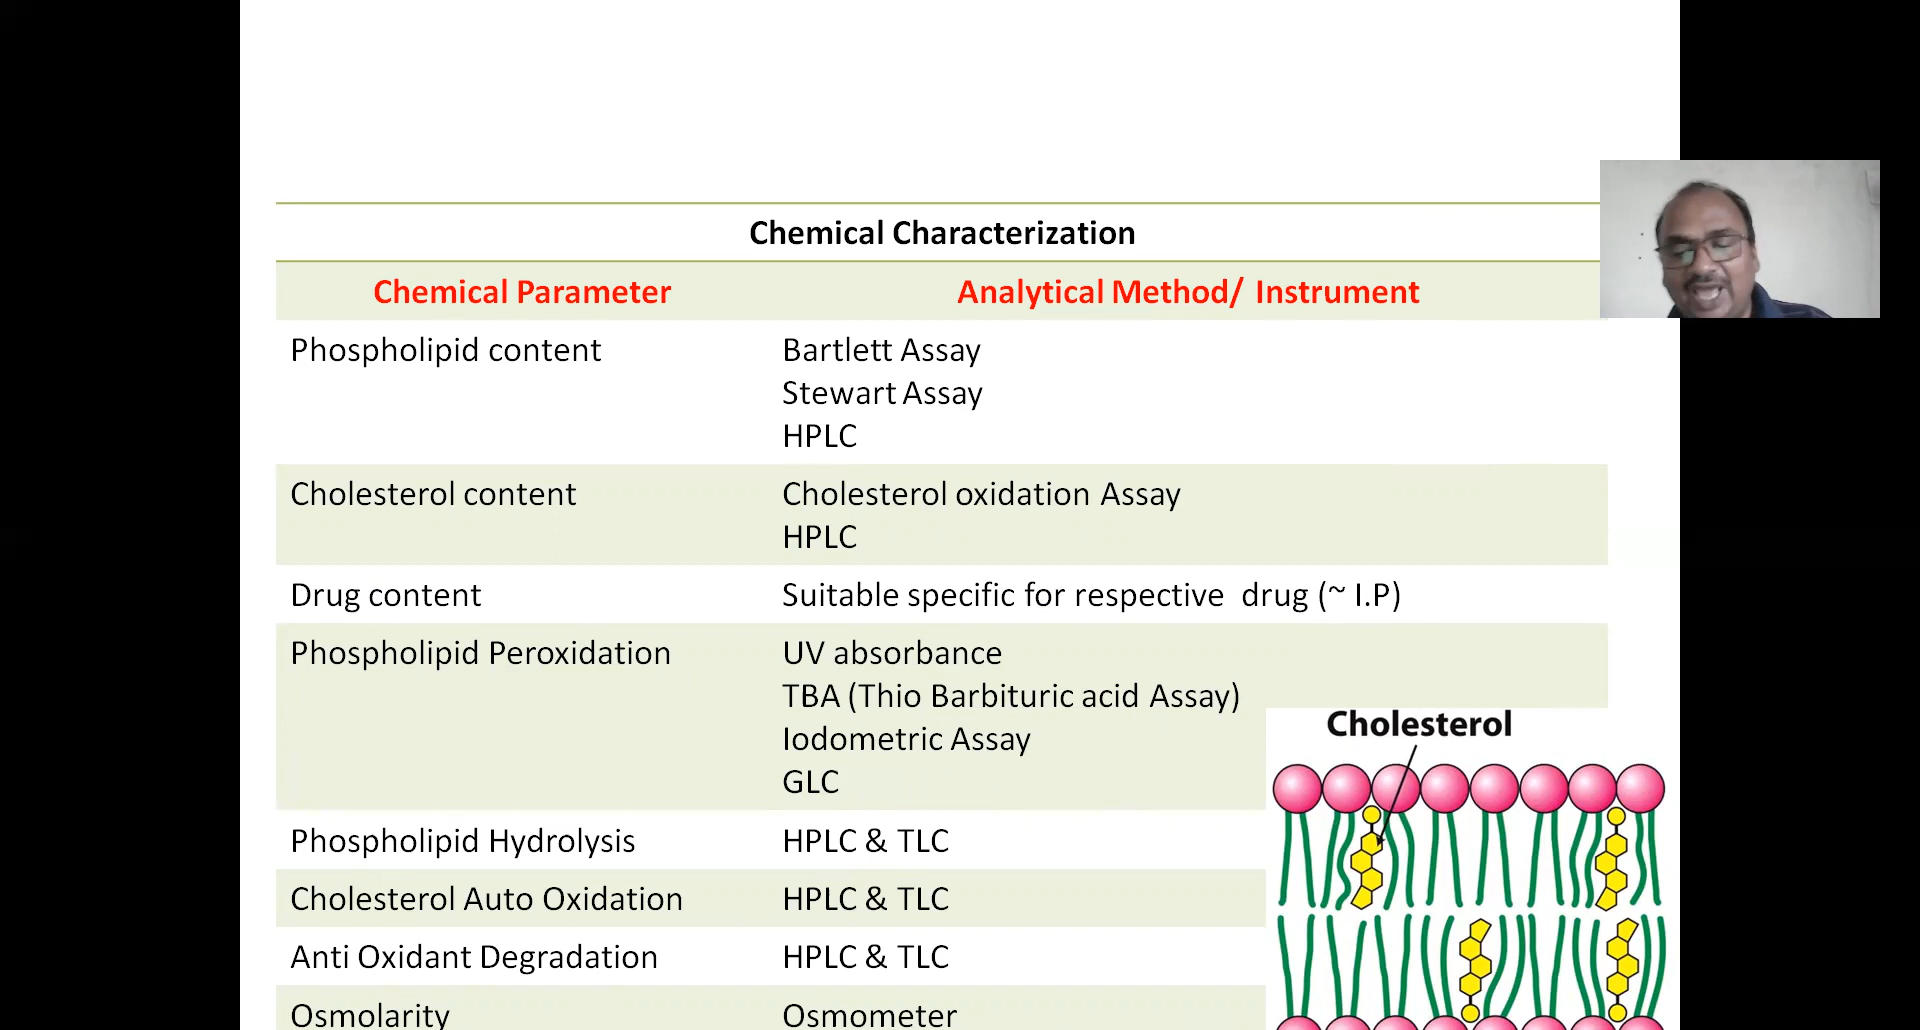 Chemical Characterization
Chemical Parameter Analytical Method/ Instrument
Phospholipid content Bartlett Assay
Stewart Assay
HPLC
Cholesterol content Cholesterol oxidation Assay
HPLC
Drug content Suitable specific for respective drug (~ I.P)
Phospholipid Peroxidation UV absorbance
TBA (Thio Barbituric acid Assay)
Iodometric Assay
GLC
Phospholipid Hydrolysis HPLC & TLC
Cholesterol Auto Oxidation HPLC & TLC
Anti Oxidant Degradation HPLC & TLC
Osmolarity Osmometer
Cholesterol